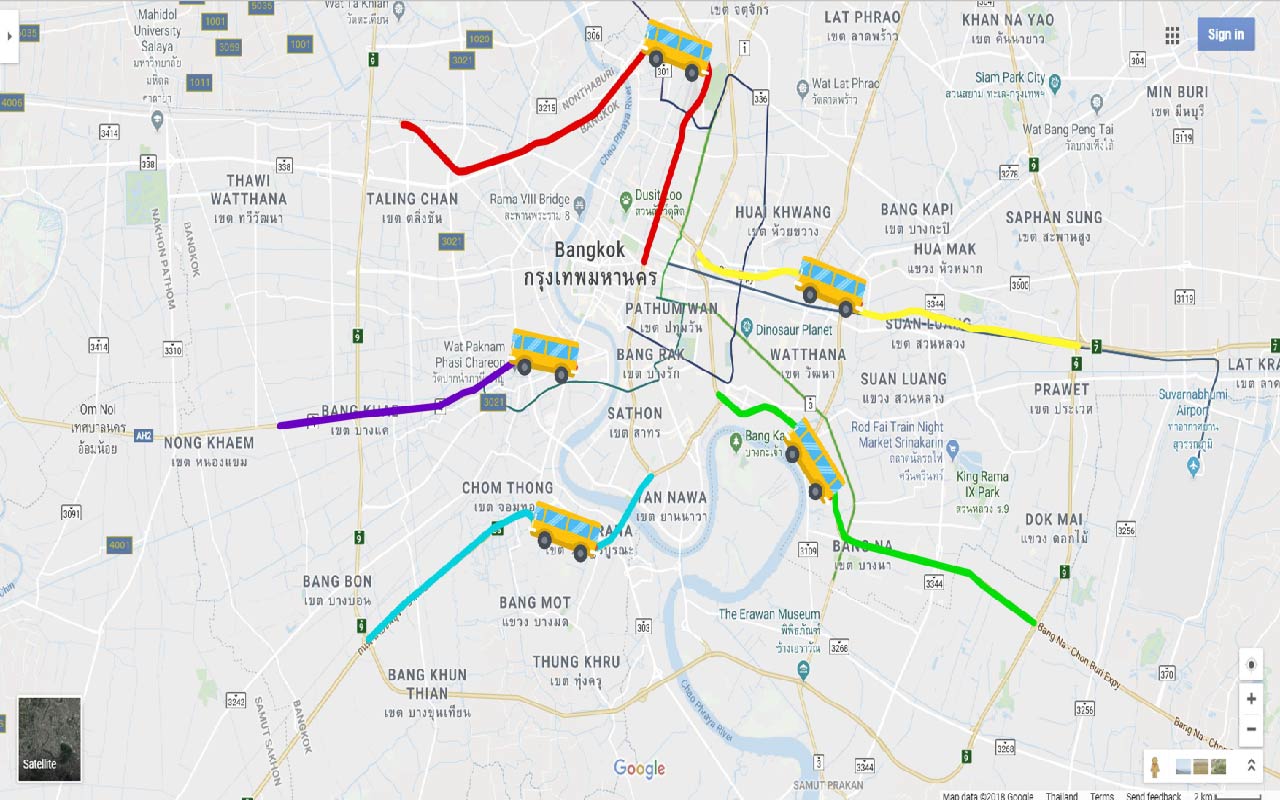 Mahidol
University
Salaya
มหาวิทยาลัย
มหิดล
ศาลายา
5035
1001
3059
1001
1011
4006
3414
338
338
5035
Wat Ta Khian
วัดตะเคียน
9
1020
3021
306
3215
NONTHABURI
BANGKOK
Chao Phraya River
301
1
336
เขต จตุจักร
LAT PHRAO
เขต ลาดพร้าว
KHAN NA YAO
เขต คันนายาว
Sign in
304
Siam Park City
สวนสยาม ทะเล-กรุงเทพฯ
Wat Lat Phrao
วัดลาดพร้าว
MIN BURI
เขต มีนบุรี
Wat Bang Peng Tai
วัดบางเพ็งใต้
3119
9
3278
THAWI
WATTHANA
เขต ทวีวัฒนา
TALING CHAN
เขต ตลิ่งชัน
Rama VIII Bridge
สะพานพระราม 8
Dusit Zoo
HUAI KHWANG
เขต ห้วยขวาง
BANG KAPI
เขต บางกะปิ
SAPHAN SUNG
เขต สะพานสูง
HUA MAK
แขวง หัวหมาก
NAKHON PATHOM
BANGKOK
3021
Bangkok
กรุงเทพมหานคร
3500
3119
3344
PATHUM WAN
เขต ปทุมวัน
Dinosaur Planet
SUAN LUANG
เขต สวนหลวง
7
7
9
9
3414
3310
Wat Paknam
Phasi Charoen
BANG RAK
เขต บางรัก
WATTHANA
เขต วัฒนา
SUAN LUANG
แขวง สวนหลวง
PRAWET
เขต ประเวศ
LAT KRA
Suvarnabhumi
Airport
ท่าอากาศยาน
สุวรรณภูมิ
3021
3
Om Noi
เทศบาลนคร
อ้อมน้อย
AH2
NONG KHAEM
เขต หนองแขม
BANG KHAE
เขต บางแค
SATHON
เขต สาทร
Bang Ka
บางกะเจ้า
Rod Fai Train Night
Market Srinakarin
ตลาดนัดรถไฟ
ศรีนครินทร์
King Rama
IX Park
สวนหลวง ร.9
CHOM THONG
เขต จอมทอง
YAN NAWA
เขต ยานนาวา
DOK MAI
แขวง ดอกไม้
3256
3091
4001
9
3109
BANG NA
เขต บางนา
3344
9
BANG BON
เขต บางบอน
9
BANG MOT
แขวง บางมด
303
The Erawan Museum
พิพิธภัณฑ์
ช้างเอราวัณ
3268
Bang Na - Chon Buri Expy
THUNG KHRU
เขต ทุ่งครุ
BANG KHUN
THIAN
เขต บางขุนเทียน
3242
SAMUT SAKHON
BANGKOK
Chao Phraya River
370
3256
Bang Na - Chon
3268
9
3
3344
SAMUT PRAKAN
Satellite
Google
Map data ©2018 Google Thailand Terms Send feedback 2 km